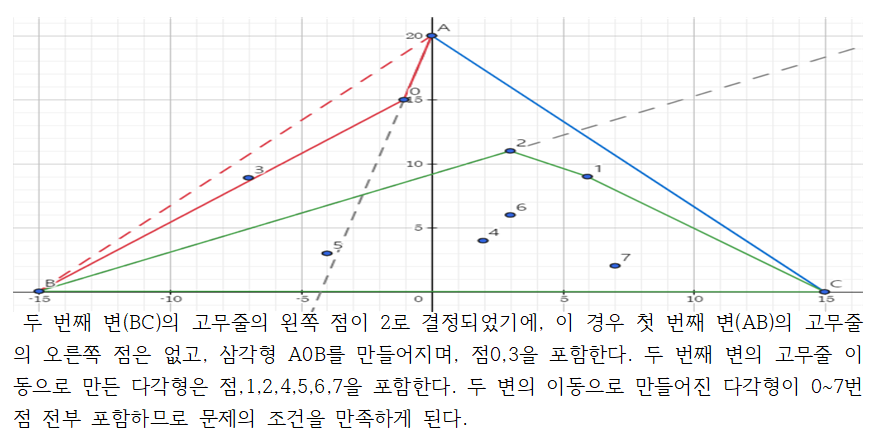 A
20
0
15
2
3
10
1
6
5
4
5
7
B
C
-15
-10
-5
0
5
10
15
두 번째 변(BC)의 고무줄의 왼쪽 점이 2로 결정되었기에, 이 경우 첫 번째 변(AB)의 고무줄
의 오른쪽 점은 없고, 삼각형 A0B를 만들어지며, 점0,3을 포함한다. 두 번째 변의 고무줄 이
동으로 만든 다각형은 점,1,2,4,5,6,7을 포함한다. 두 변의 이동으로 만들어진 다각형이 0~7번
점 전부 포함하므로 문제의 조건을 만족하게 된다.